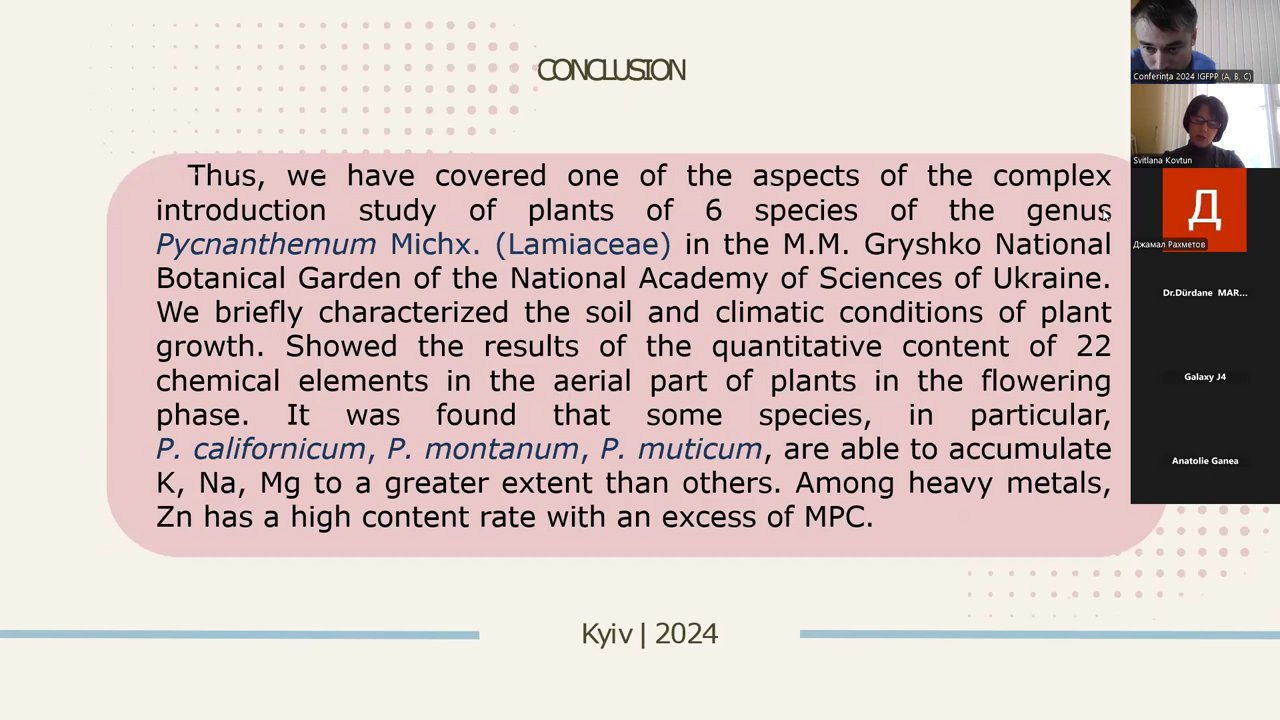 CONCLUSION
Thus, we have covered one of the aspects of the complex
introduction study of plants of 6 species of the genus
Pycnanthemum Michx. (Lamiaceae) in the M.M. Gryshko National
Botanical Garden of the National Academy of Sciences of Ukraine.
We briefly characterized the soil and climatic conditions of plant
growth. Showed the results of the quantitative content of 22
chemical elements in the aerial part of plants in the flowering
phase. It was found that some species, in particular,
P. californicum, P. montanum, P. muticum, are able to accumulate
K, Na, Mg to a greater extent than others. Among heavy metals,
Zn has a high content rate with an excess of MPC.
Kyiv | 2024
Conferința 2024 IGFPP (A, B, C)
Svitlana Kovtun
Д
Джамал Рахметов
Dr.Dürdane MAR...
Galaxy J4
Anatolie Ganea